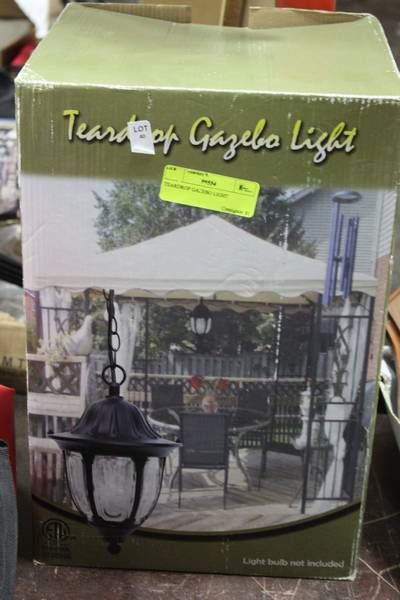 Teardrop Gazebo Light
LOT
TEARDROP GAZEBO LIGHT
Light bulb not included